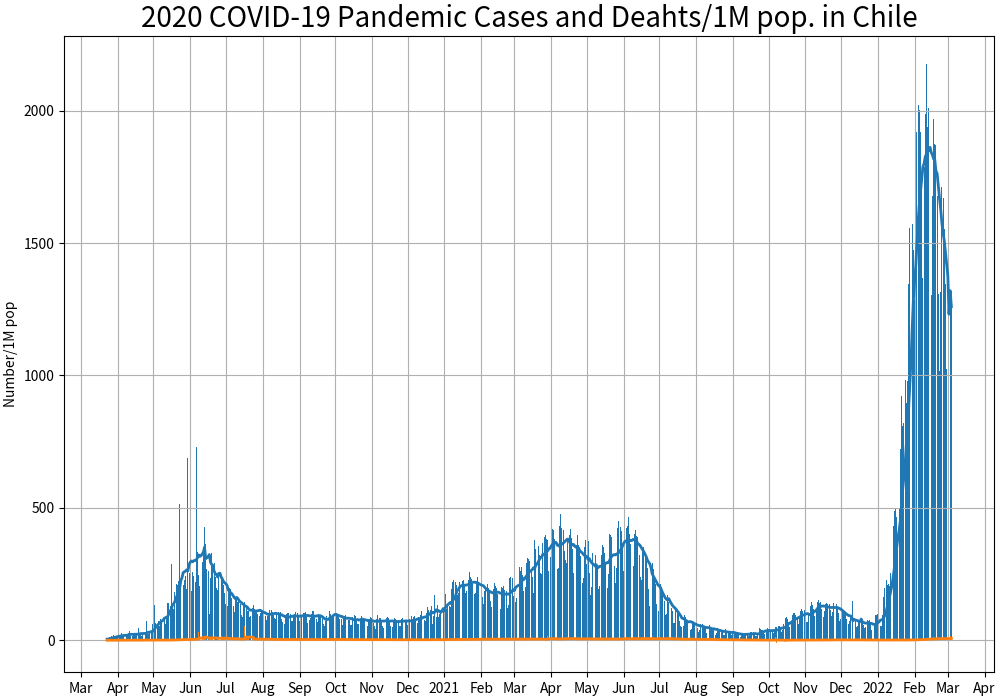 2020 COVID-19 Pandemic Cases and Deahts/1M pop. in Chile
Number/1M pop
2000
1500
1000
500
0
Mar Apr May Jun Jul Aug Sep Oct Nov Dec 2021 Feb Mar Apr May Jun Jul Aug Sep Oct Nov Dec 2022 Feb Mar Apr